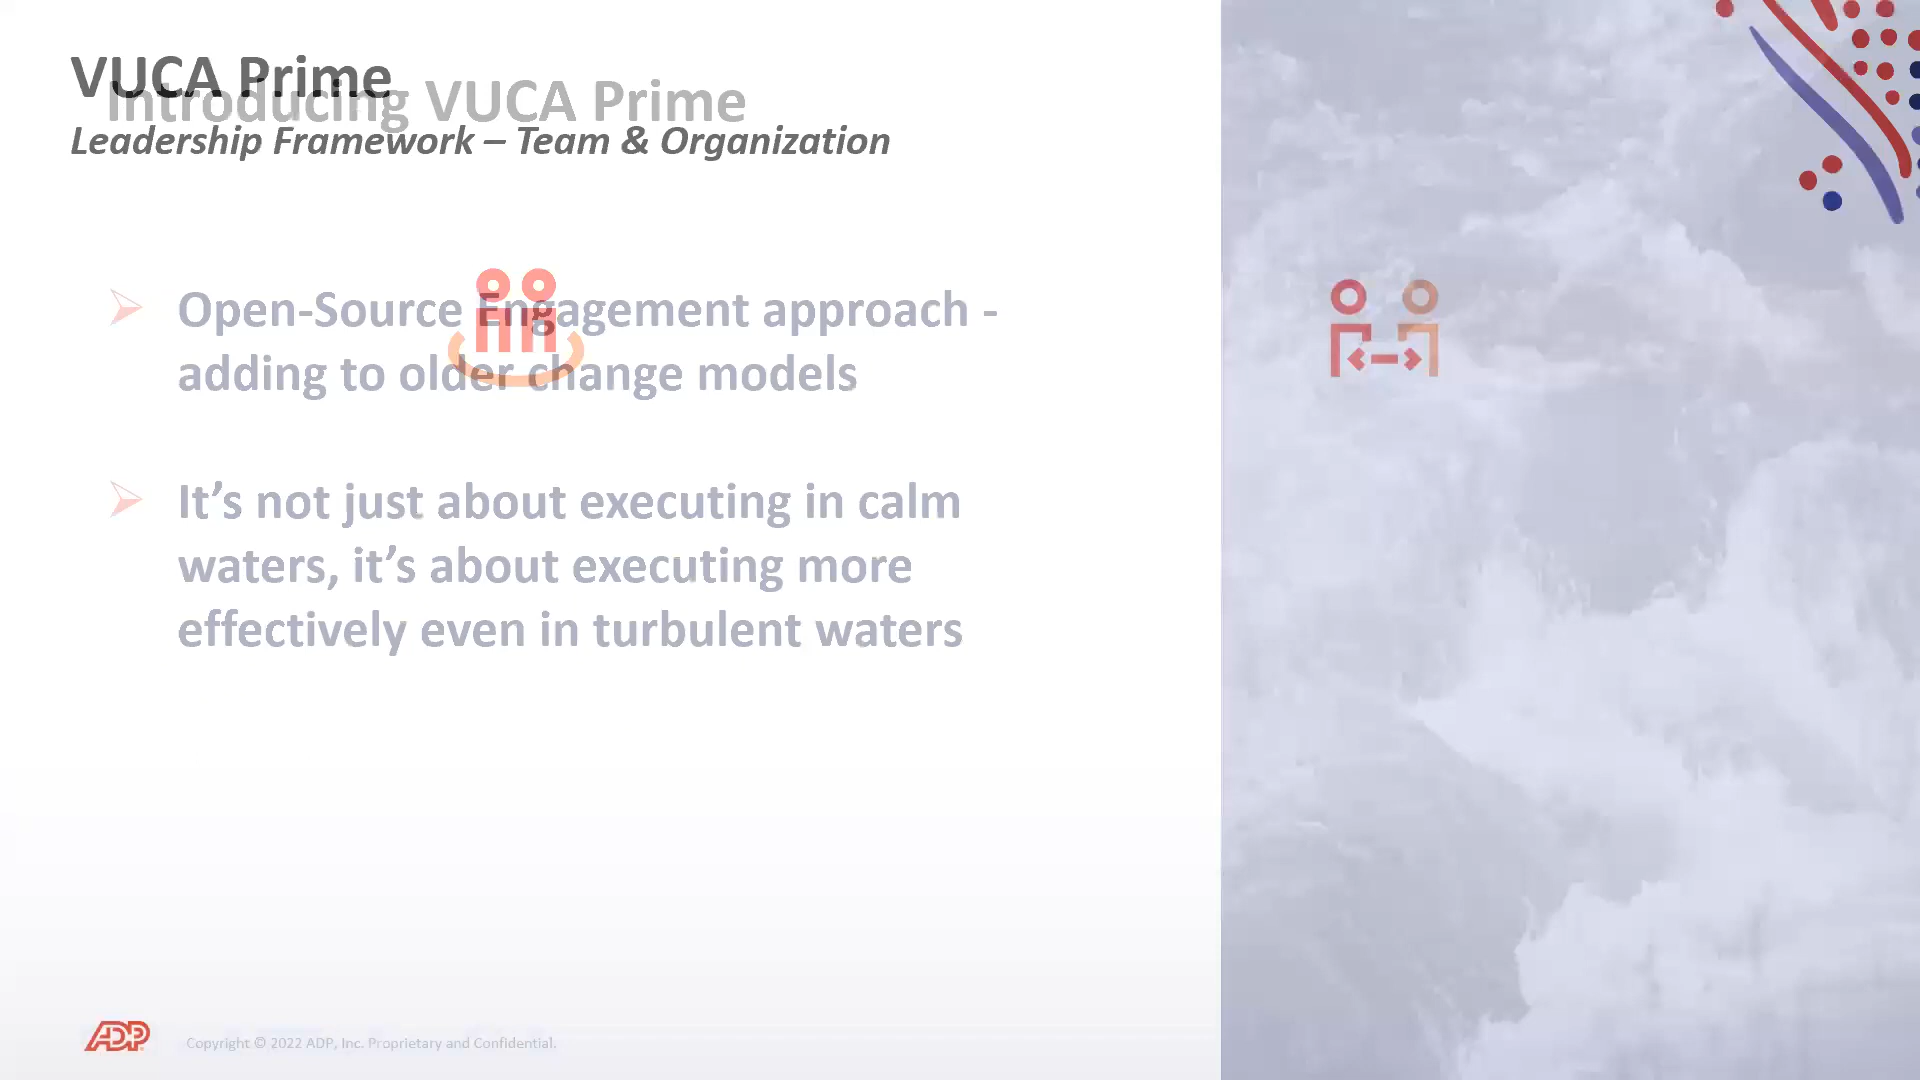 VUCA Prime
Introducing VUCA Prime
Leadership Framework – Team & Organization
Open-Source Engagement approach -
adding to older change models
It’s not just about executing in calm
waters, it’s about executing more
effectively even in turbulent waters
ADP
Copyright © 2022 ADP, Inc. Proprietary and Confidential.